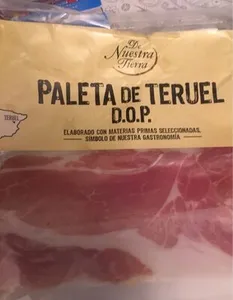 De
Nuestra
Tierra
PALETA DE TERUEL
D.O.P.
TERUEL
ELABORADO CON MATERIAS PRIMAS SELECCIONADAS,
SÍMBOLO DE NUESTRA GASTRONOMÍA